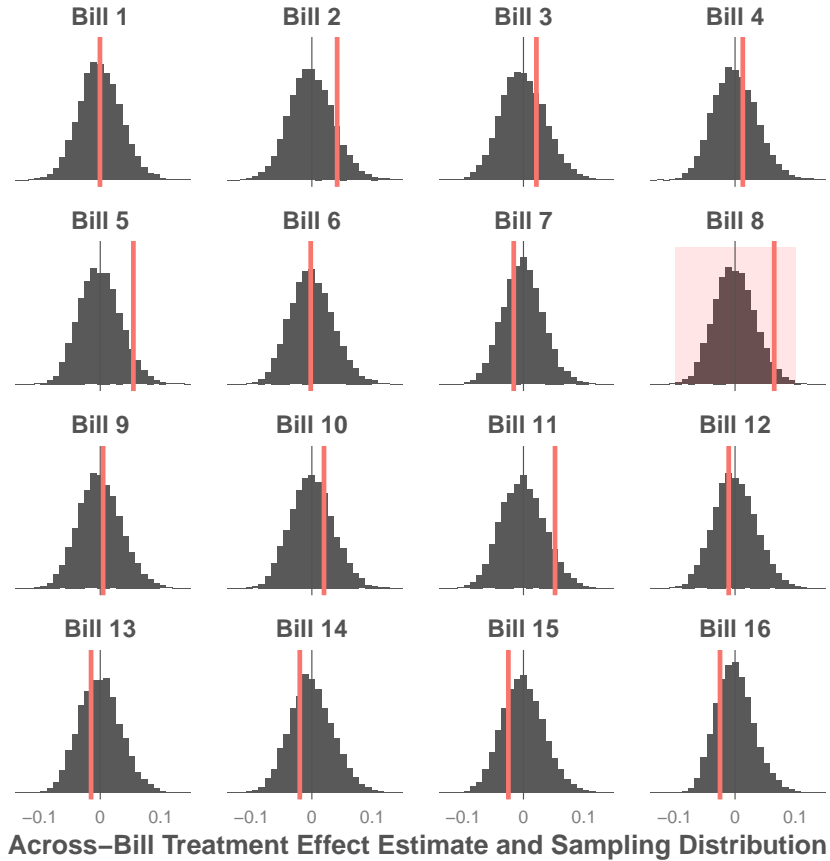 Bill 1 Bill 2 Bill 3 Bill 4
Bill 5 Bill 6 Bill 7 Bill 8
Bill 9 Bill 10 Bill 11 Bill 12
Bill 13 Bill 14 Bill 15 Bill 16
−0.1 0 0.1 −0.1 0 0.1 −0.1 0 0.1 −0.1 0 0.1
Across−Bill Treatment Effect Estimate and Sampling Distribution